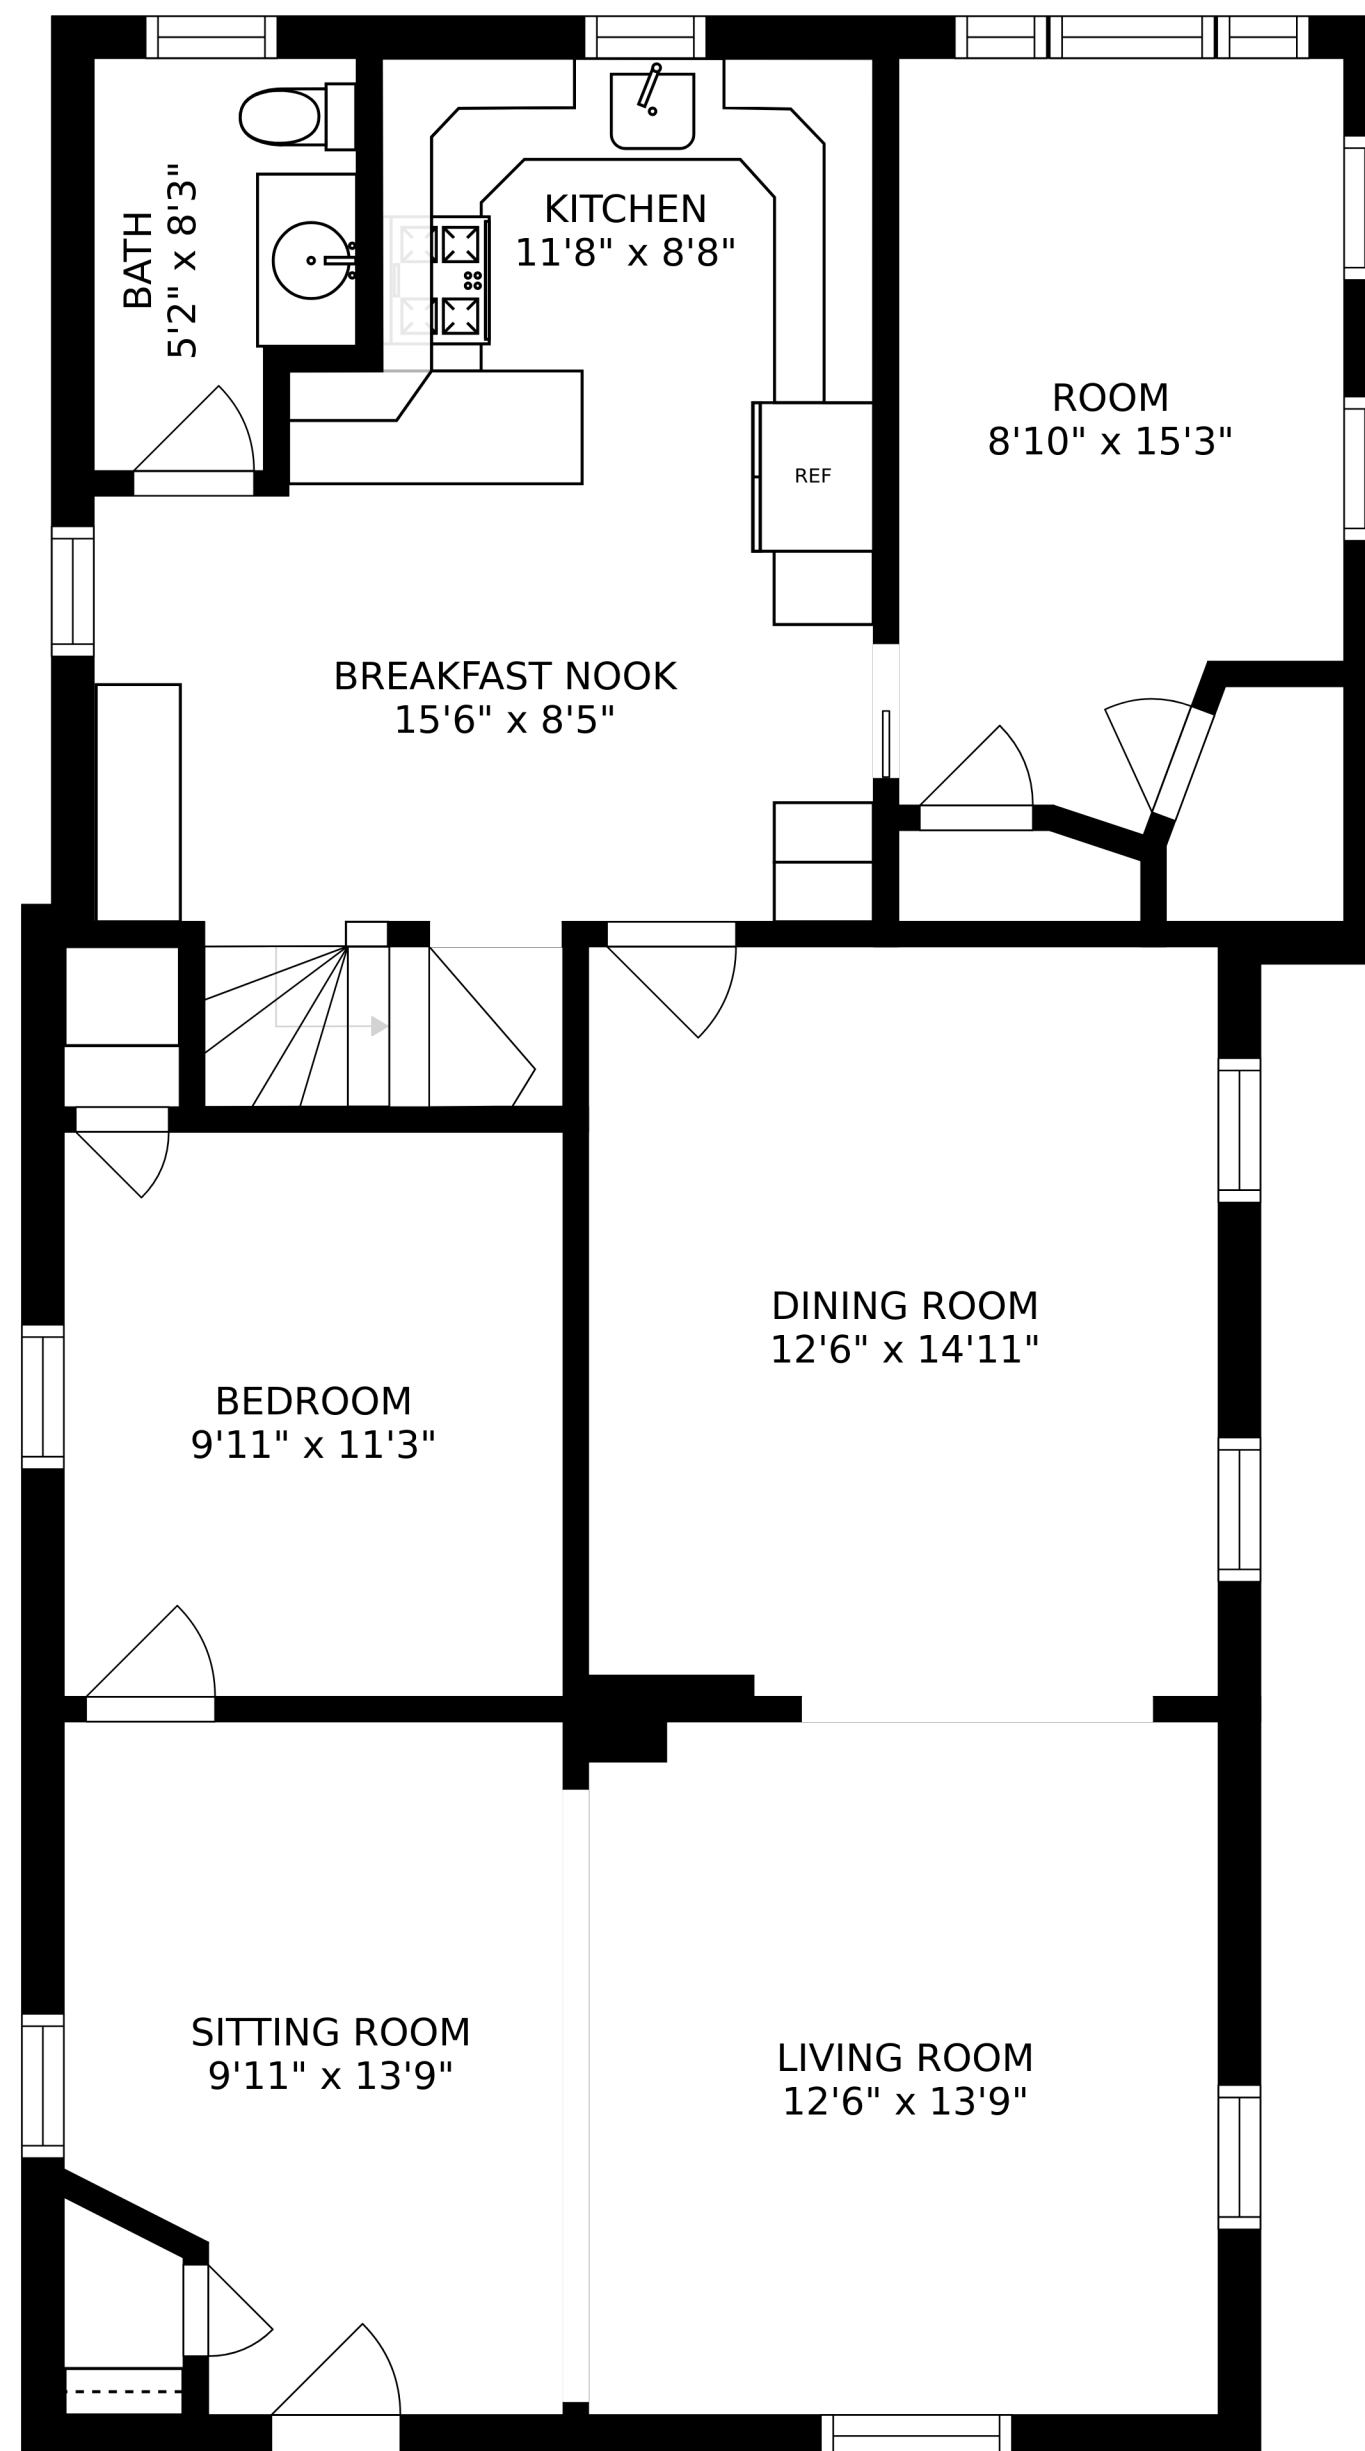 BATH
5'2" x 8'3"
KITCHEN
11'8" x 8'8"
ROOM
8'10" x 15'3"
REF
BREAKFAST NOOK
15'6" x 8'5"
DINING ROOM
12'6" x 14'11"
BEDROOM
9'11" x 11'3"
SITTING ROOM
9'11" x 13'9"
LIVING ROOM
12'6" x 13'9"